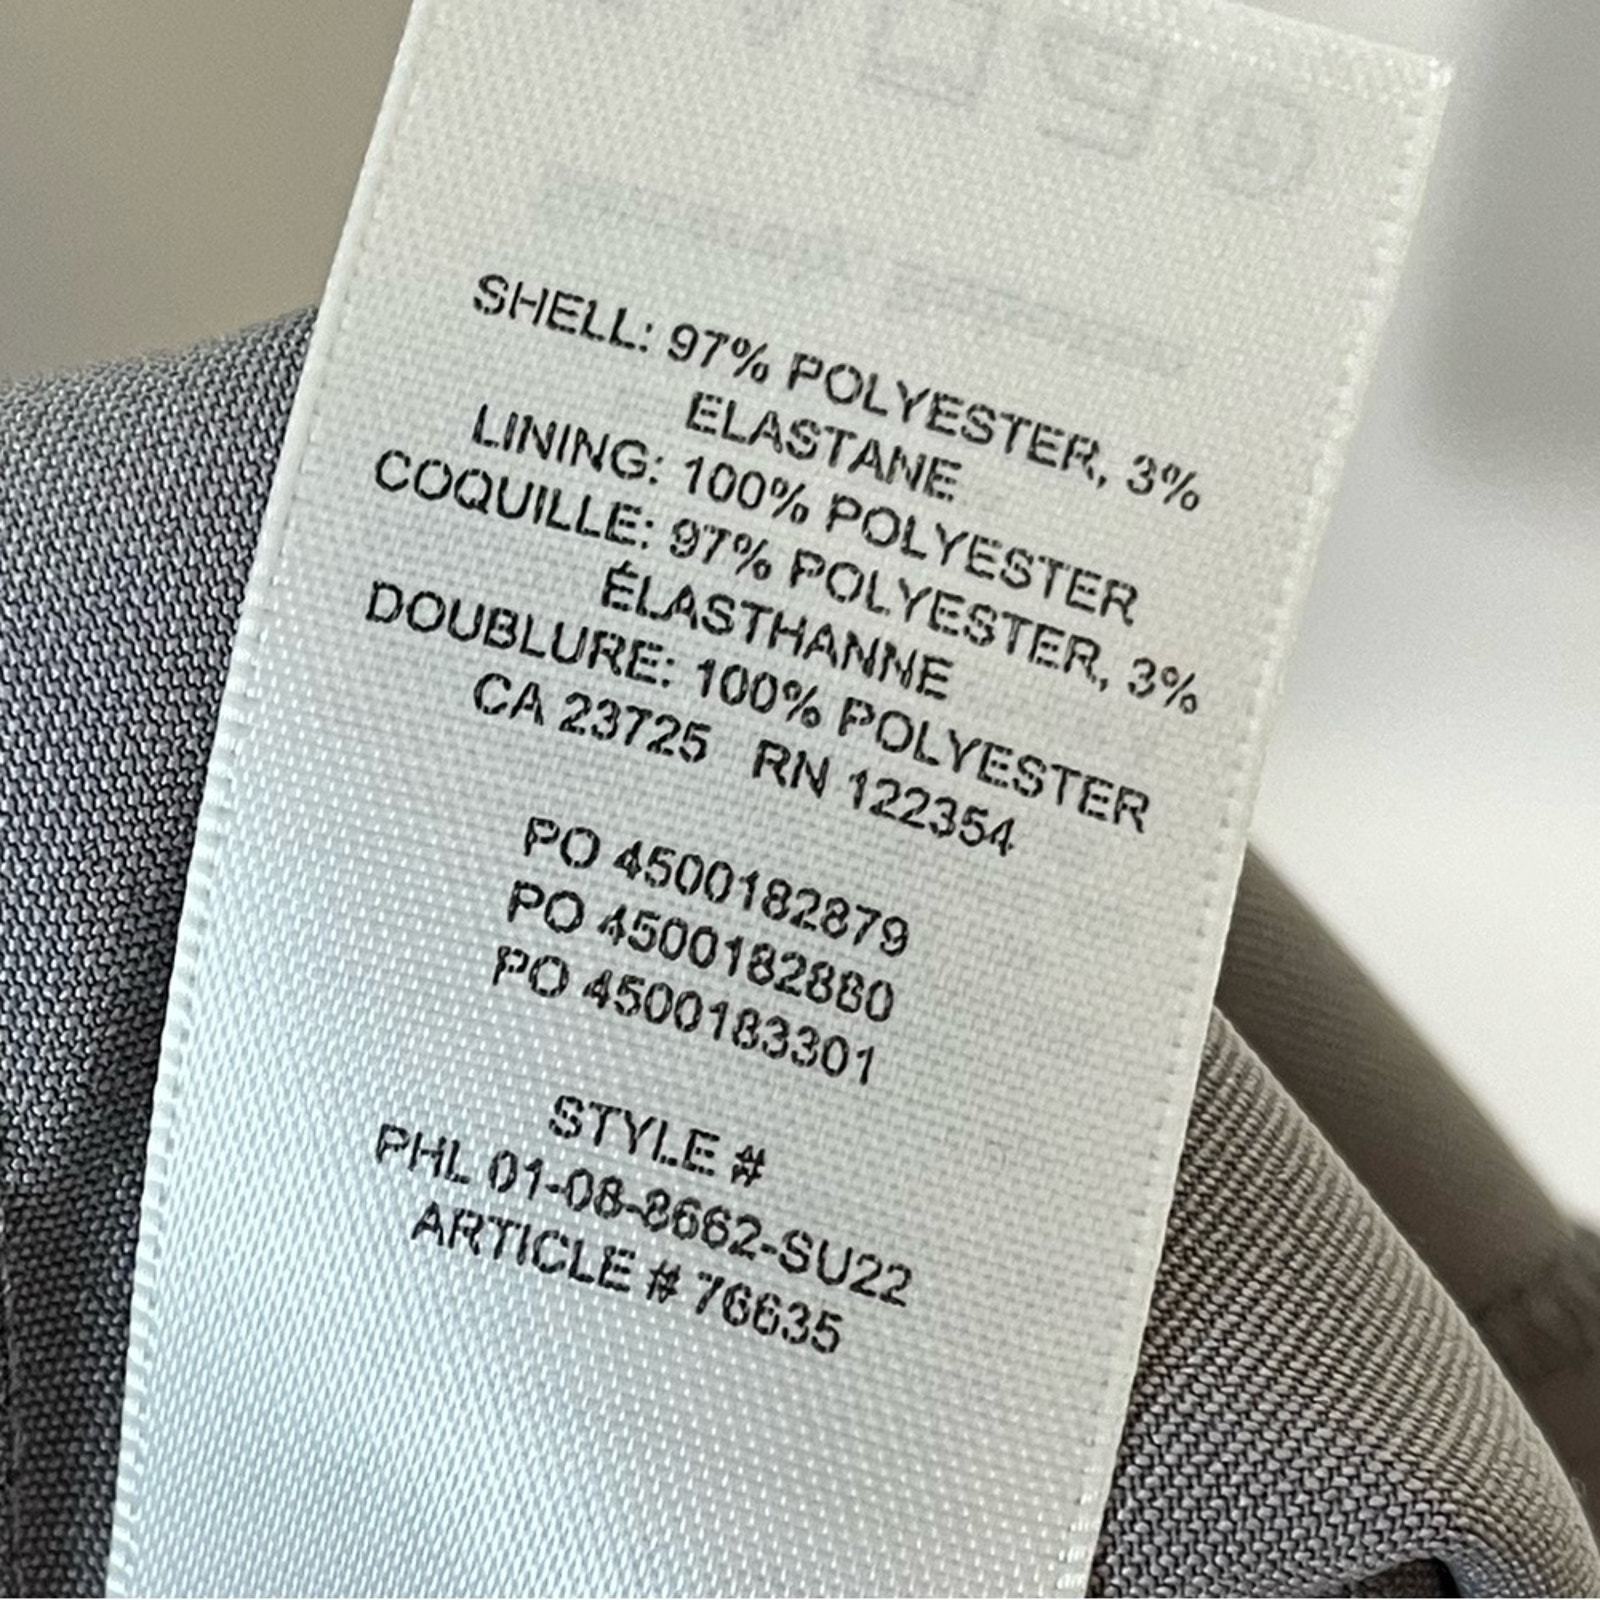 SHELL: 97% POLYESTER, 3%
ELASTANE
LINING: 100% POLYESTER
COQUILLE: 97% POLYESTER, 3%
ÉLASTHANNE
DOUBLURE: 100% POLYESTER
CA 23725 RN 122354
PO 4500182879
PO 4500182880
PO 4500183301
STYLE #
PHL 01-08-8662-SU22
ARTICLE # 76635